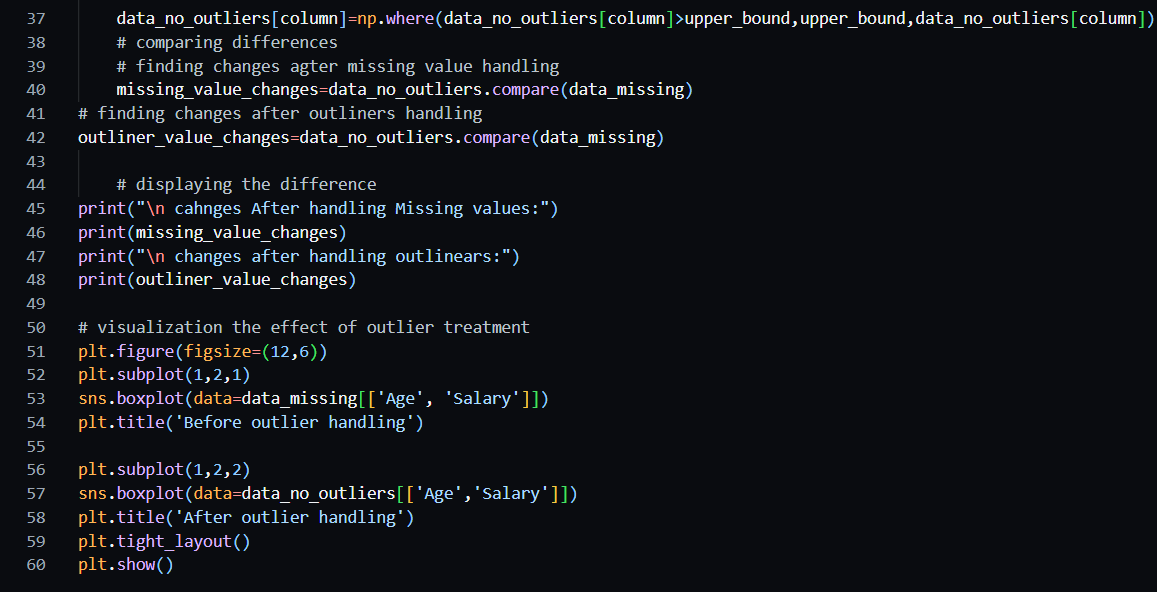 37 data_no_outliers[column]=np.where(data_no_outliers[column]>upper_bound,upper_bound,data_no_outliers[column])
38 # comparing differences
39 # finding changes agter missing value handling
40 missing_value_changes=data_no_outliers.compare(data_missing)
41 # finding changes after outliners handling
42 outliner_value_changes=data_no_outliers.compare(data_missing)
43
44 # displaying the difference
45 print("\n cahnges After handling Missing values:")
46 print(missing_value_changes)
47 print("\n changes after handling outlinears:")
48 print(outliner_value_changes)
49
50 # visualization the effect of outlier treatment
51 plt.figure(figsize=(12,6))
52 plt.subplot(1,2,1)
53 sns.boxplot(data=data_missing[['Age', 'Salary']])
54 plt.title('Before outlier handling')
55
56 plt.subplot(1,2,2)
57 sns.boxplot(data=data_no_outliers[['Age','Salary']])
58 plt.title('After outlier handling')
59 plt.tight_layout()
60 plt.show()